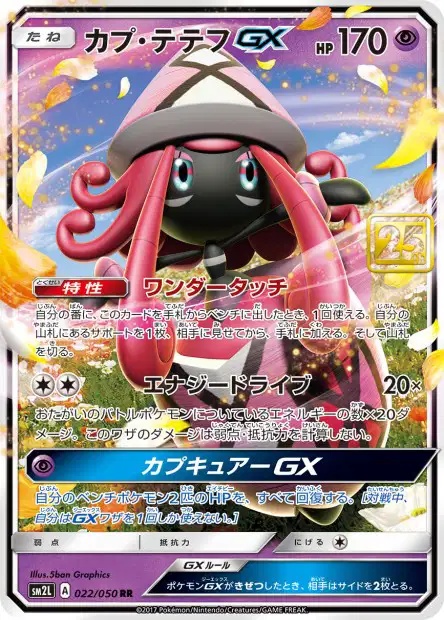 たね カプ・テテフGX HP 170
25
とくせい
特性 ワンダータッチ
自分の番に、このカードを手札からベンチに出したとき、1回使える。自分の
山札にあるサポートを1枚、相手に見せてから、手札に加える。そして山札
を切る。
エナジードライブ 20×
おたがいのバトルポケモンについているエネルギーの数×20ダ
メージ。このワザのダメージは弱点・抵抗力を計算しない。
カプキュアーGX
自分のベンチポケモン2匹のHPを、すべて回復する。[対戦中、
自分はGXワザを1回しか使えない。]
弱点 抵抗力 にげる
Illus.5ban Graphics GXルール
SM2L A 022/050 RR ポケモンGXがきぜつしたとき、相手はサイドを2枚とる。
©2017 Pokémon/Nintendo/Creatures/GAME FREAK.